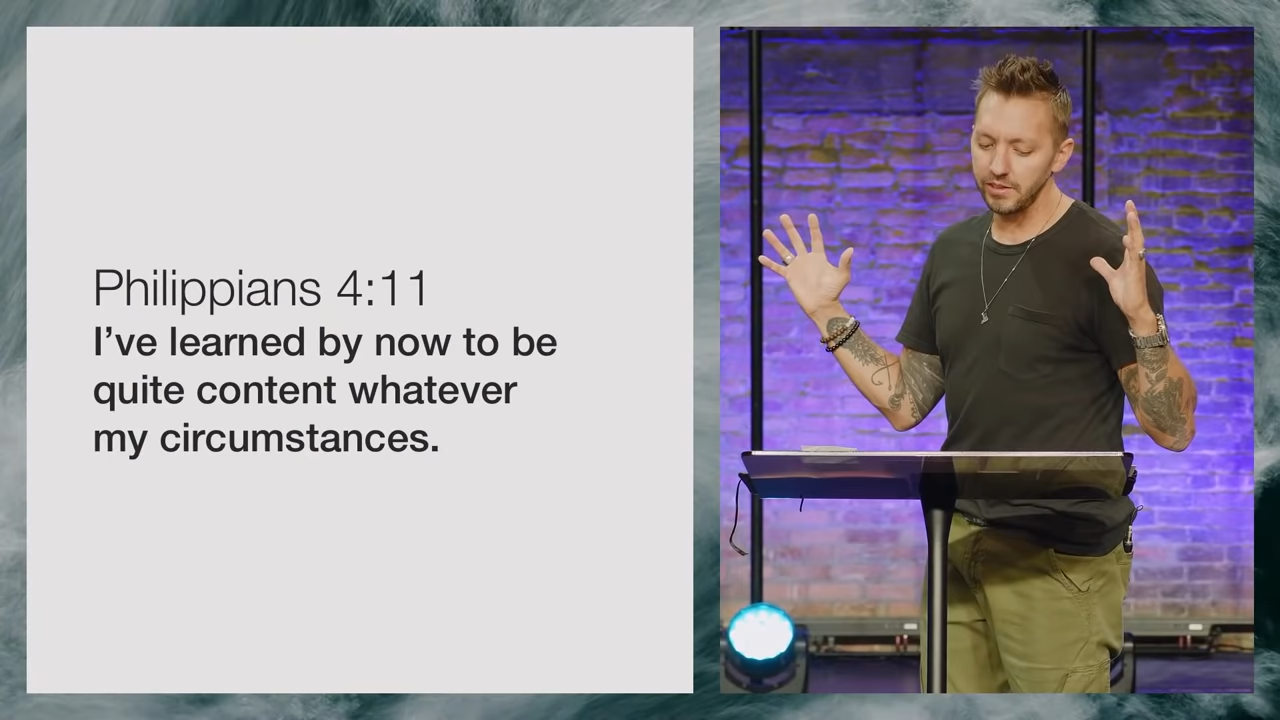 Philippians 4:11
I’ve learned by now to be
quite content whatever
my circumstances.